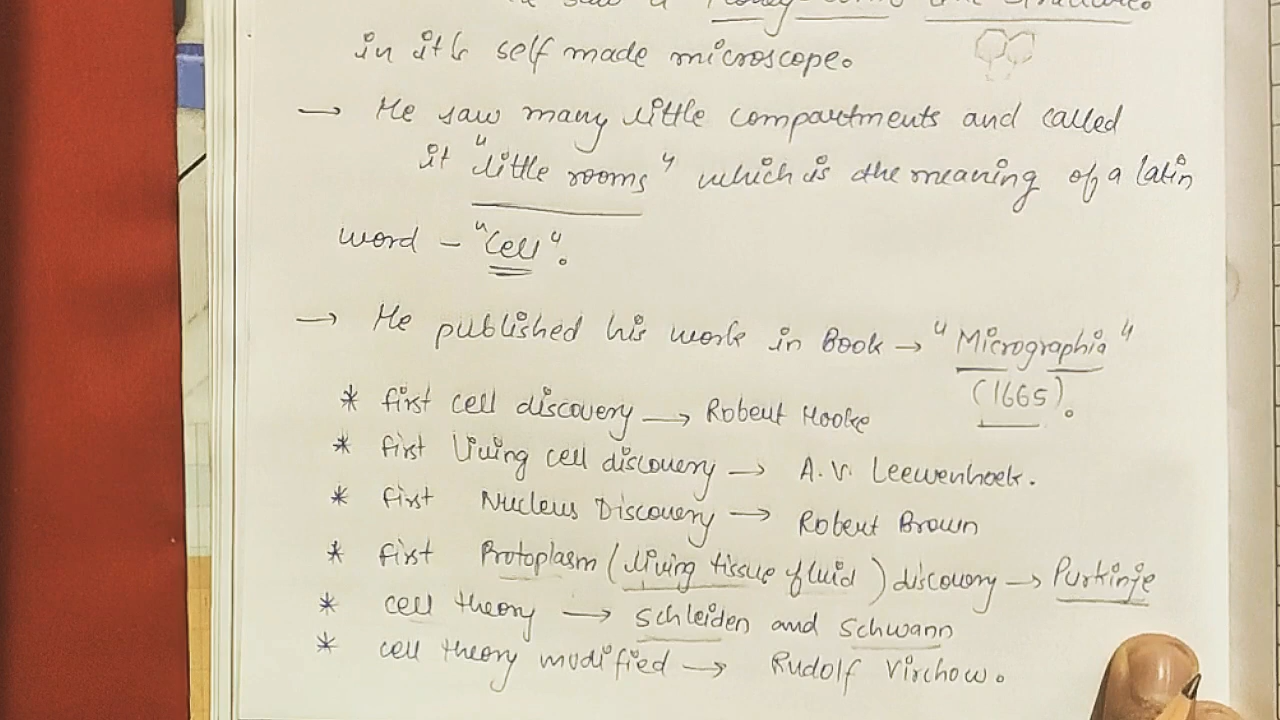 in it's self made microscope.
→ He saw many little compartments and called
it "little rooms" which is the meaning of a latin
word - "Cell".
→ He published his work in Book → "Micrographia"
(1665).
* first cell discovery → Robert Hooke
* first living cell discovery → A.V. Leewenhoek.
* first Nucleus Discovery → Robert Brown
* first Protoplasm (living tissue fluid) discovery → Purkinje
* cell theory → Schleiden and Schwann
* cell theory modified → Rudolf Virchow.